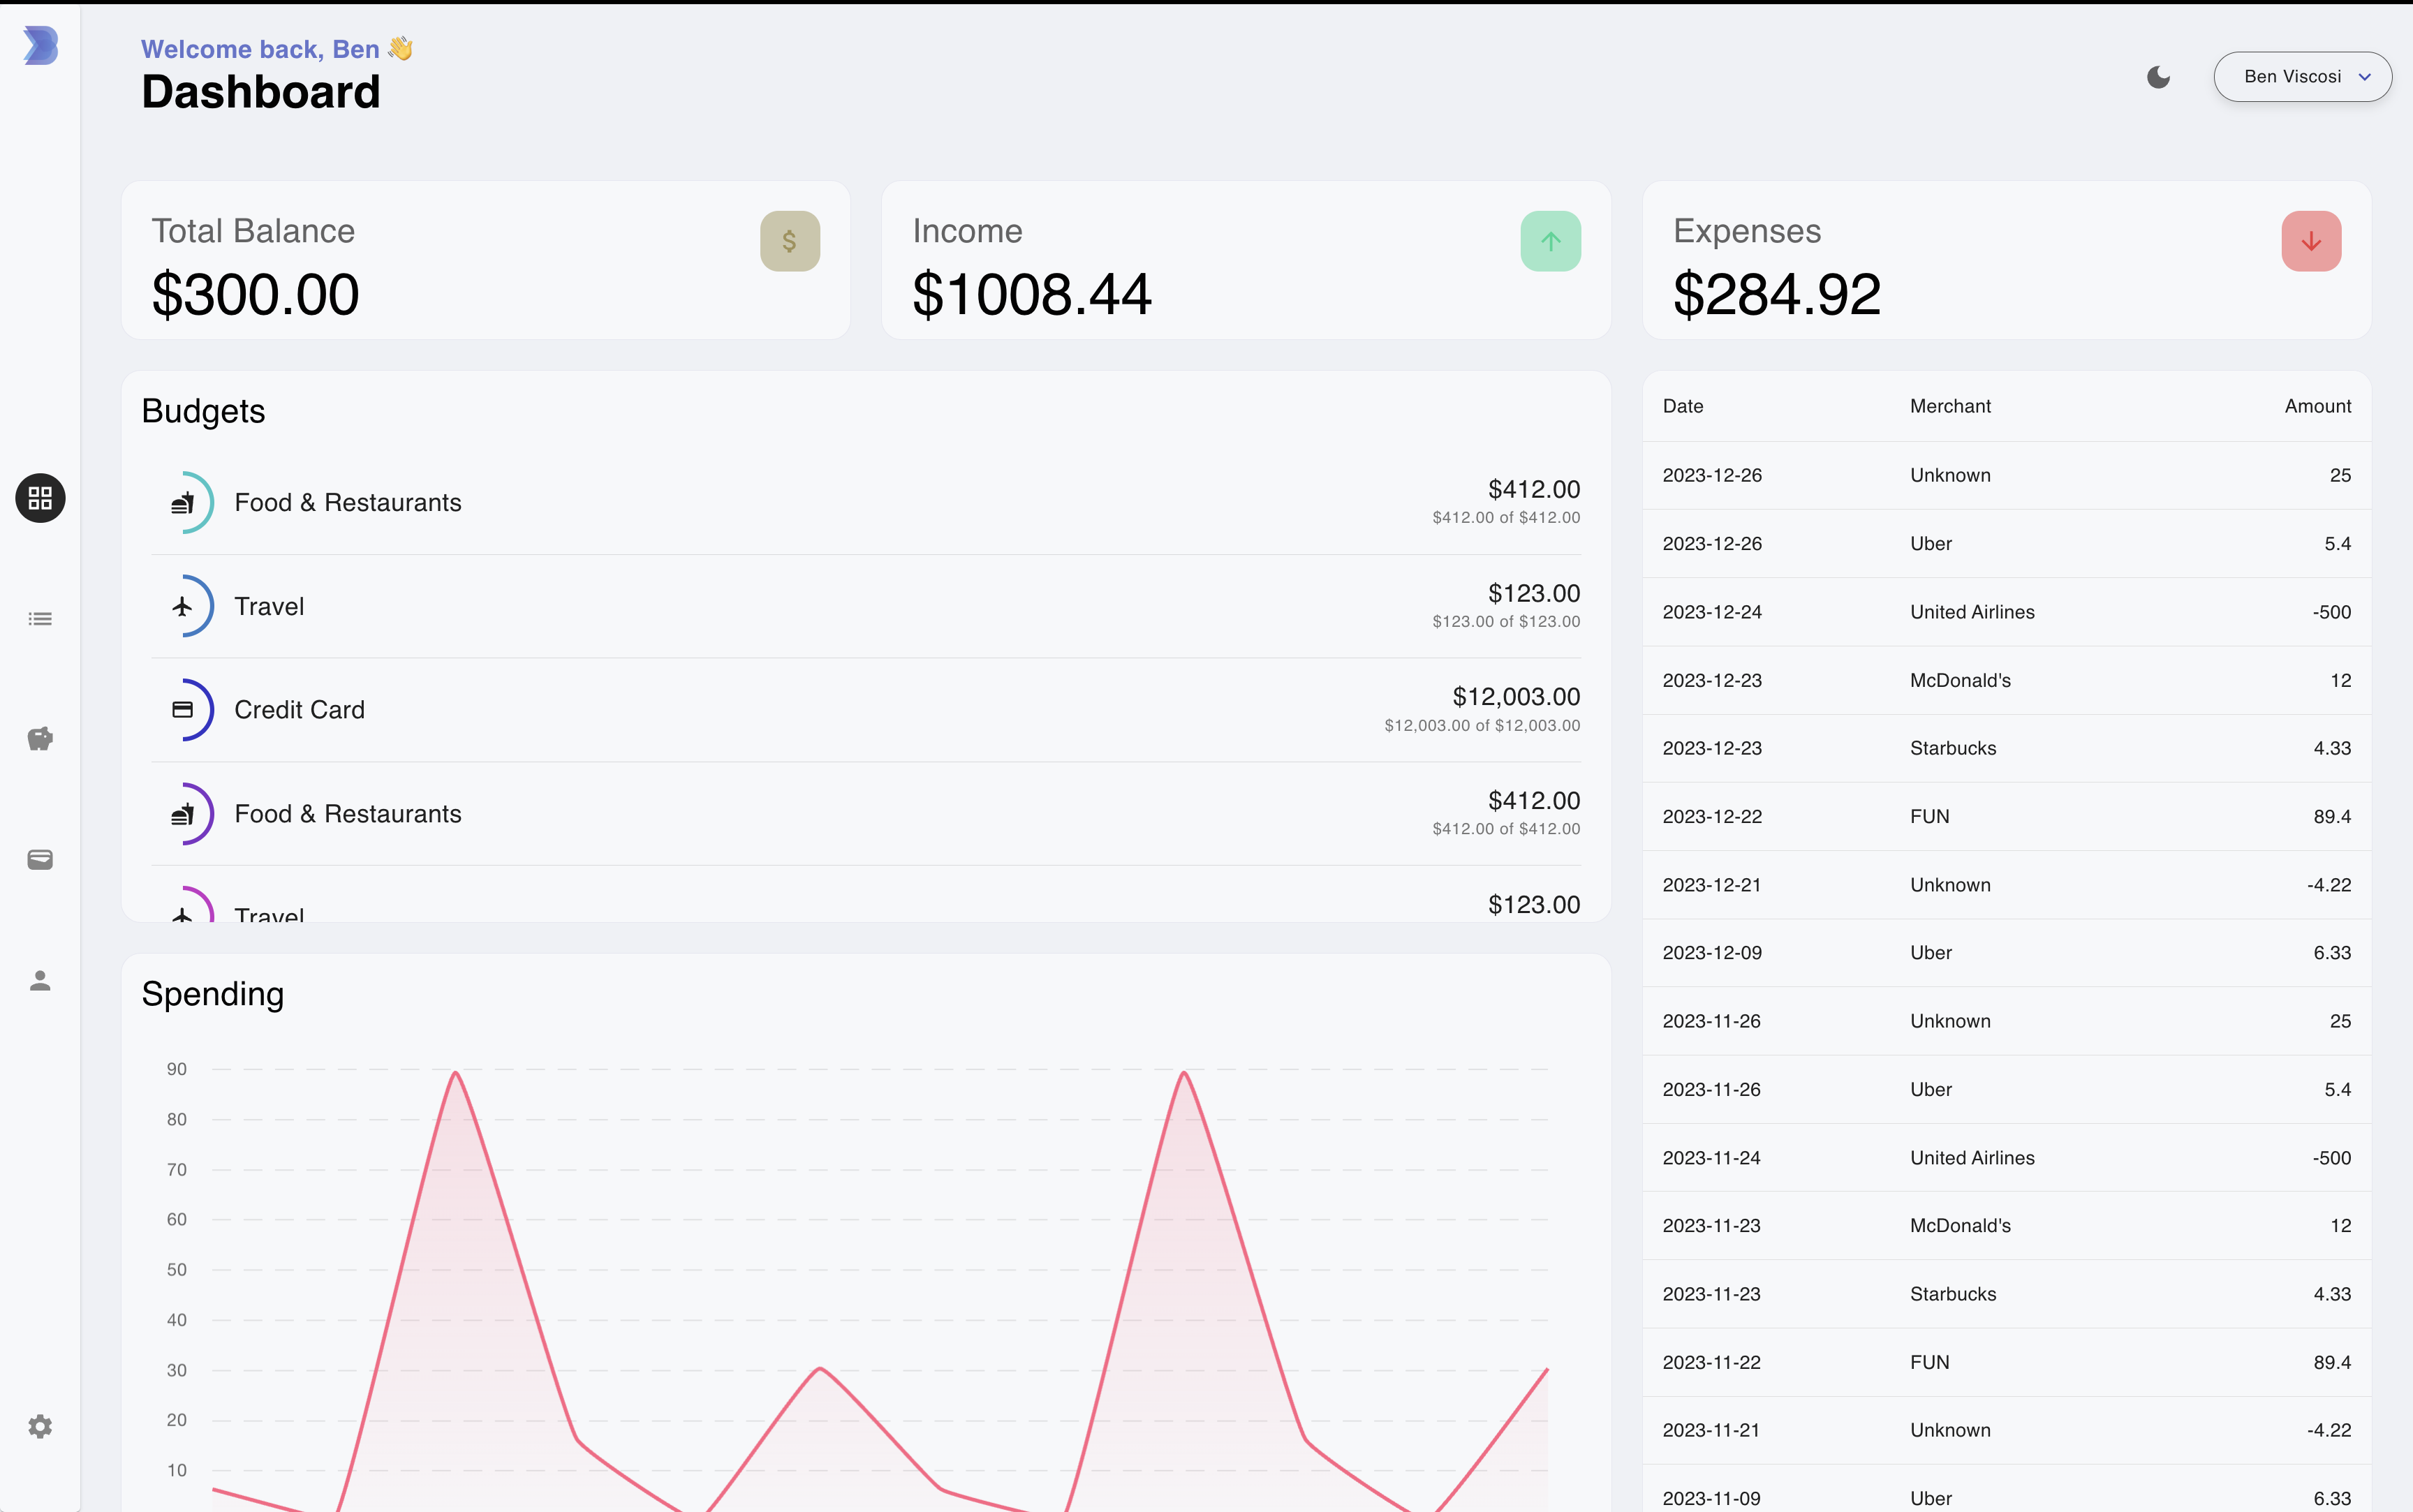 Welcome back, Ben 👋
Dashboard
Ben Viscosi
Total Balance
$300.00
$
Income
$1008.44
Expenses
$284.92
Budgets
Food & Restaurants
$412.00
$412.00 of $412.00
Travel
$123.00
$123.00 of $123.00
Credit Card
$12,003.00
$12,003.00 of $12,003.00
Food & Restaurants
$412.00
$412.00 of $412.00
Travel
$123.00
Spending
90
80
70
60
50
40
30
20
10
Date Merchant Amount
2023-12-26 Unknown 25
2023-12-26 Uber 5.4
2023-12-24 United Airlines -500
2023-12-23 McDonald's 12
2023-12-23 Starbucks 4.33
2023-12-22 FUN 89.4
2023-12-21 Unknown -4.22
2023-12-09 Uber 6.33
2023-11-26 Unknown 25
2023-11-26 Uber 5.4
2023-11-24 United Airlines -500
2023-11-23 McDonald's 12
2023-11-23 Starbucks 4.33
2023-11-22 FUN 89.4
2023-11-21 Unknown -4.22
2023-11-09 Uber 6.33